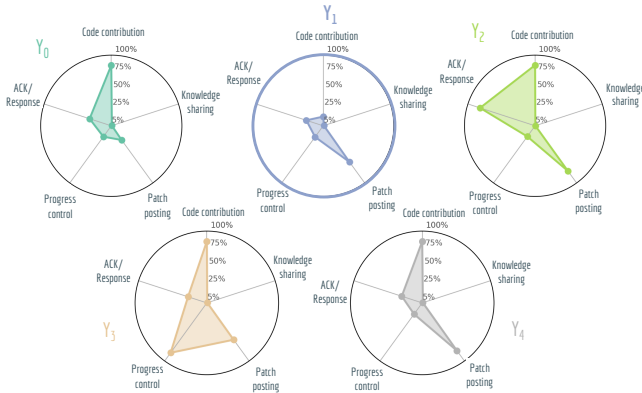 Y0
Code contribution
100%
75%
50%
25%
5%
ACK/
Response
Knowledge
sharing
Progress
control
Patch
posting
Y1
Code contribution
100%
75%
50%
25%
5%
ACK/
Response
Knowledge
sharing
Progress
control
Patch
posting
Y2
Code contribution
100%
75%
50%
25%
5%
ACK/
Response
Knowledge
sharing
Progress
control
Patch
posting
Y3
Code contribution
100%
75%
50%
25%
5%
ACK/
Response
Knowledge
sharing
Progress
control
Patch
posting
Y4
Code contribution
100%
75%
50%
25%
5%
ACK/
Response
Knowledge
sharing
Progress
control
Patch
posting